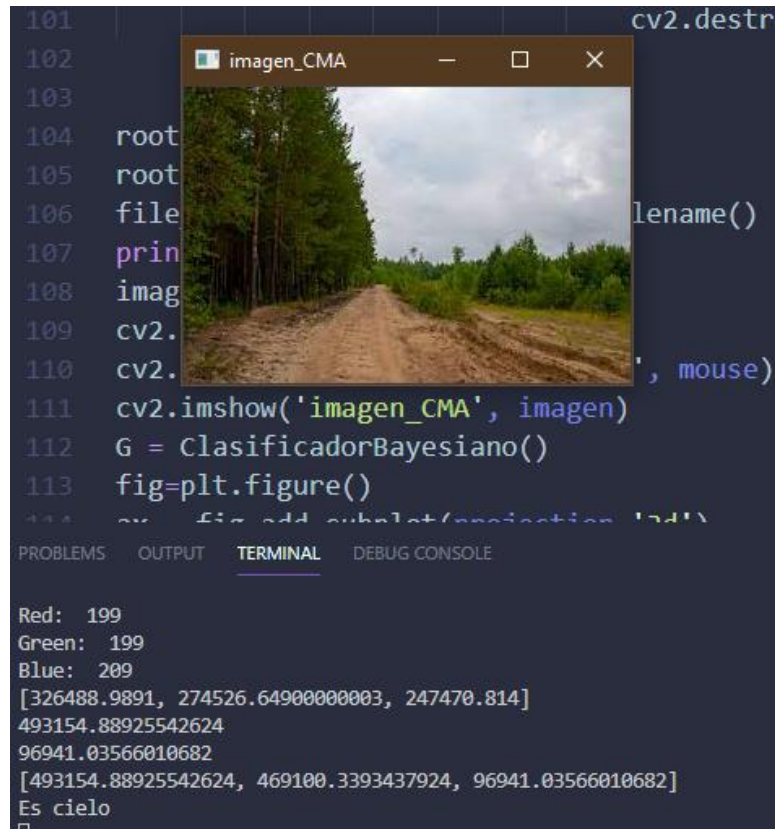 101 cv2.destr
102
imagen_CMA
103
104 root
105 root
106 file lename()
107 prin
108 imag
109 cv2.
110 cv2. ', mouse)
111 cv2.imshow('imagen_CMA', imagen)
112 G = ClasificadorBayesiano()
113 fig=plt.figure()
PROBLEMS OUTPUT TERMINAL DEBUG CONSOLE
Red:  199
Green:  199
Blue:  209
[326488.9891, 274526.64900000003, 247470.814]
493154.88925542624
96941.03566010682
[493154.88925542624, 469100.3393437924, 96941.03566010682]
Es cielo